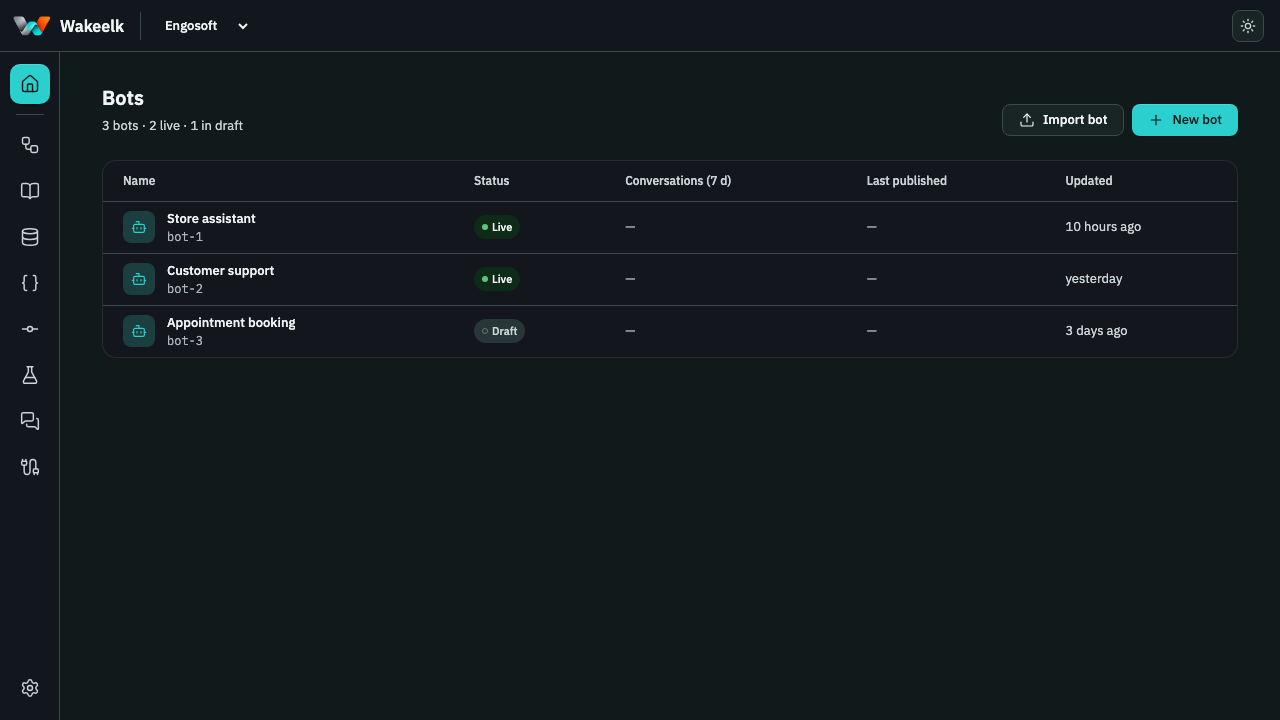 Wakeelk
Engosoft
Bots
3 bots · 2 live · 1 in draft
Import bot
New bot
Name Status Conversations (7 d) Last published Updated
Store assistant
bot-1
Live — — 10 hours ago
Customer support
bot-2
Live — — yesterday
Appointment booking
bot-3
Draft — — 3 days ago